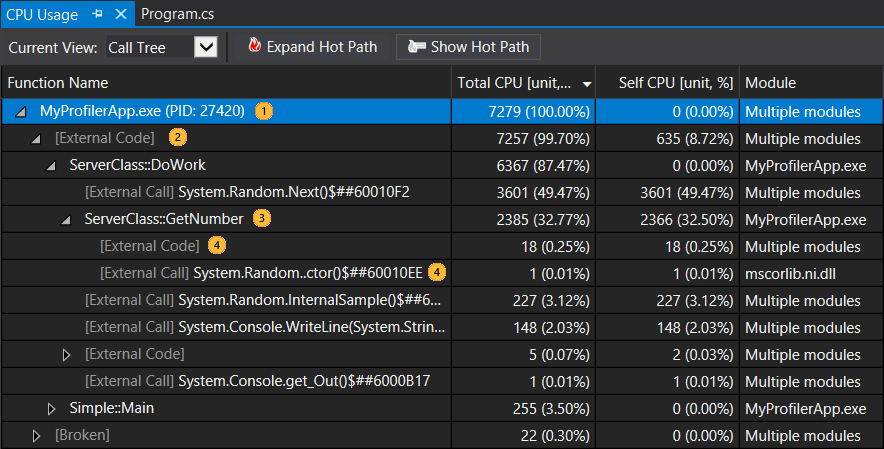 CPU Usage Program.cs
Current View: Call Tree Expand Hot Path Show Hot Path
Function Name Total CPU [unit,... Self CPU [unit, %] Module
MyProfilerApp.exe (PID: 27420) 1 7279 (100.00%) 0 (0.00%) Multiple modules
[External Code] 2 7257 (99.70%) 635 (8.72%) Multiple modules
ServerClass::DoWork 6367 (87.47%) 0 (0.00%) MyProfilerApp.exe
[External Call] System.Random.Next()$##60010F2 3601 (49.47%) 3601 (49.47%) Multiple modules
ServerClass::GetNumber 3 2385 (32.77%) 2366 (32.50%) MyProfilerApp.exe
[External Code] 4 18 (0.25%) 18 (0.25%) Multiple modules
[External Call] System.Random..ctor()$##60010EE 4 1 (0.01%) 1 (0.01%) mscorlib.ni.dll
[External Call] System.Random.InternalSample()$##6... 227 (3.12%) 227 (3.12%) Multiple modules
[External Call] System.Console.WriteLine(System.Strin... 148 (2.03%) 148 (2.03%) Multiple modules
[External Code] 5 (0.07%) 2 (0.03%) Multiple modules
[External Call] System.Console.get_Out()$##6000B17 1 (0.01%) 1 (0.01%) Multiple modules
Simple::Main 255 (3.50%) 0 (0.00%) MyProfilerApp.exe
[Broken] 22 (0.30%) 0 (0.00%) Multiple modules